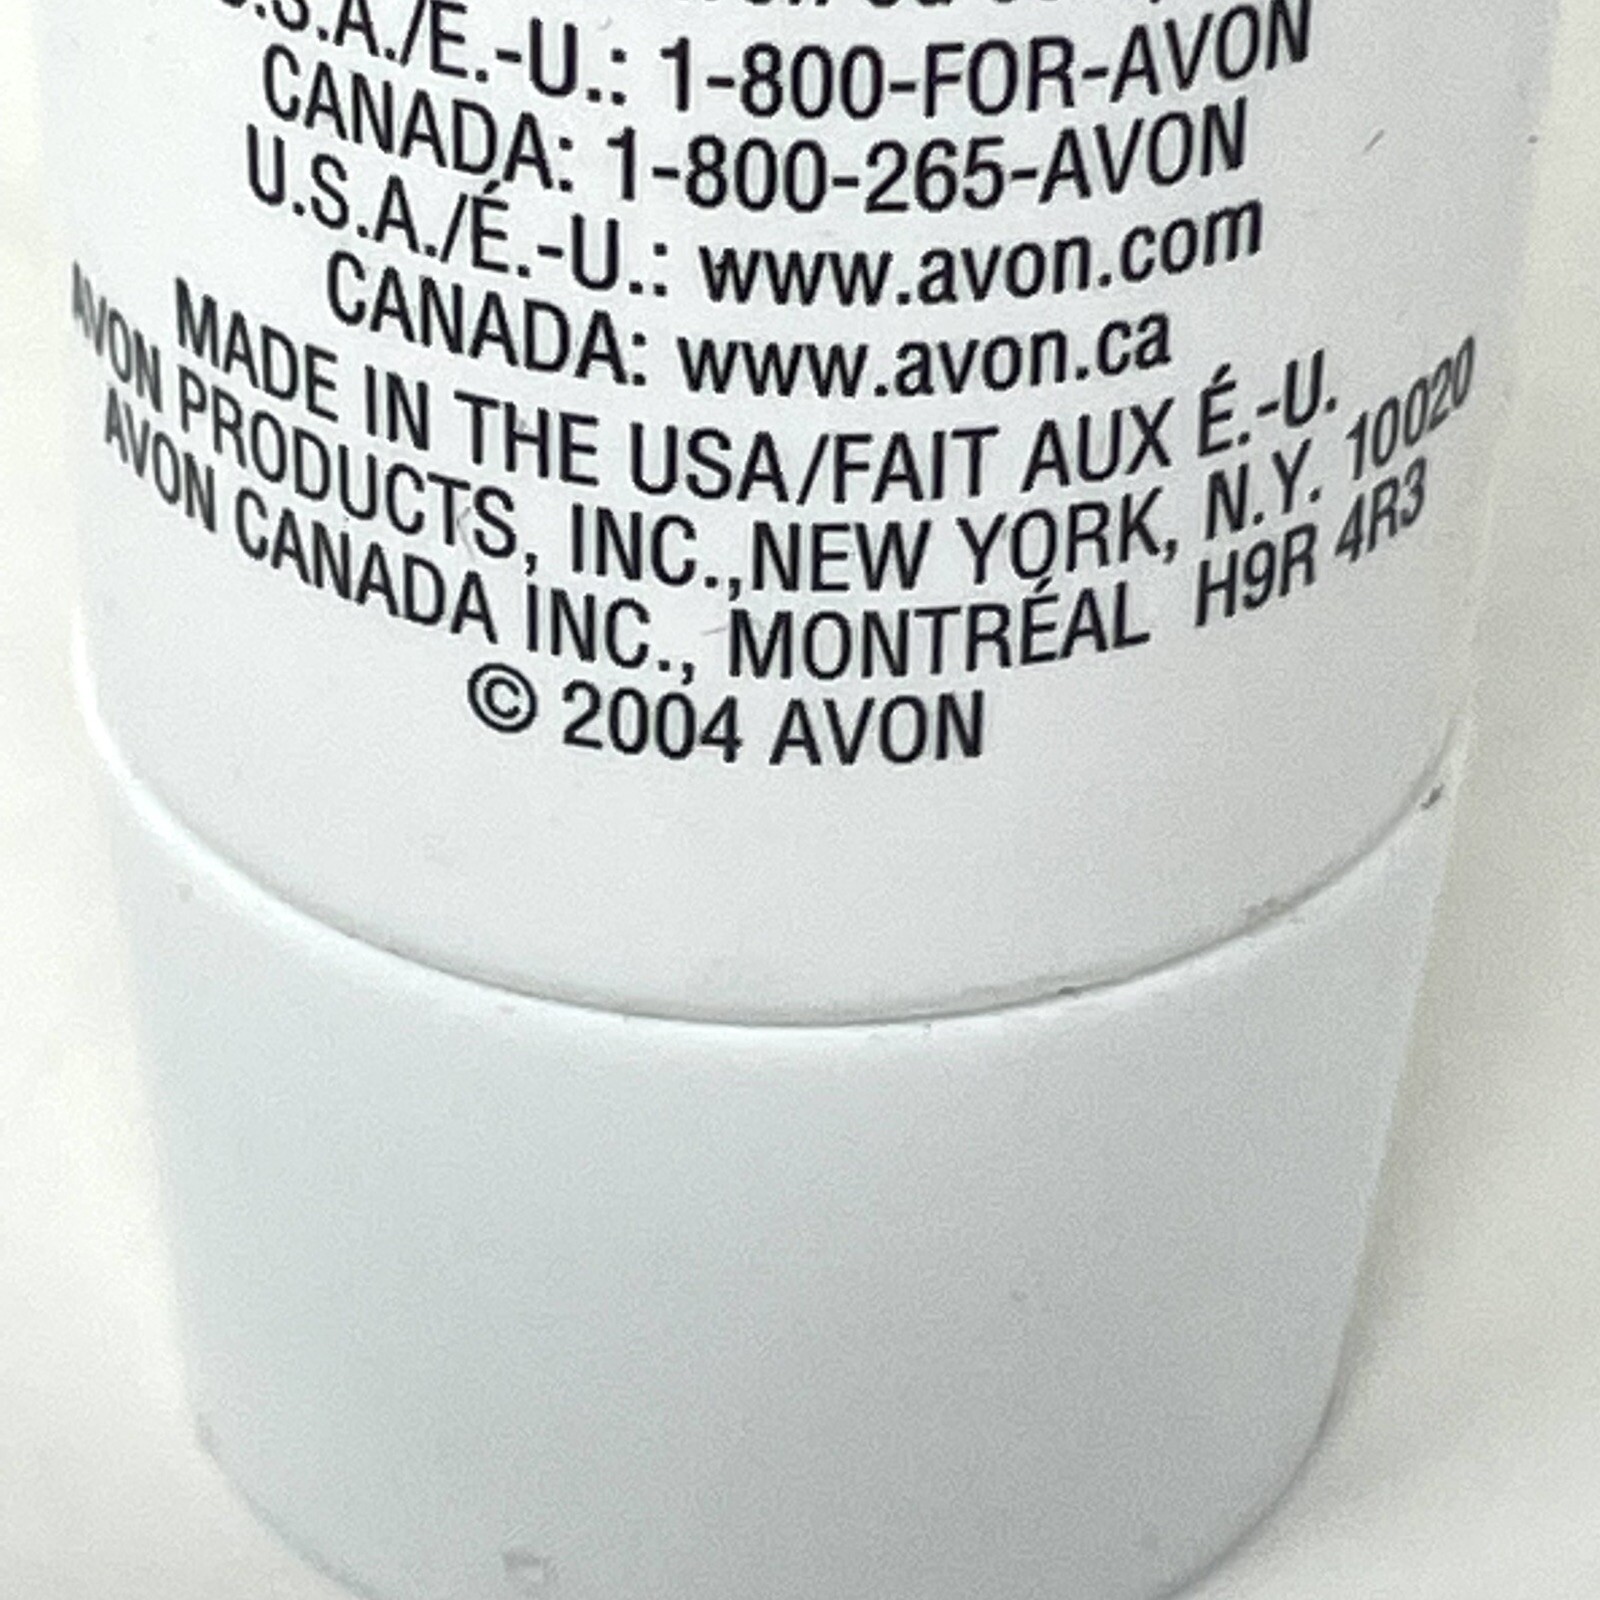 U.S.A./É.-U.: 1-800-FOR-AVON
CANADA: 1-800-265-AVON
U.S.A./É.-U.: www.avon.com
CANADA: www.avon.ca
MADE IN THE USA/FAIT AUX É.-U.
AVON PRODUCTS, INC.,NEW YORK, N.Y. 10020
AVON CANADA INC., MONTRÉAL H9R 4R3
© 2004 AVON